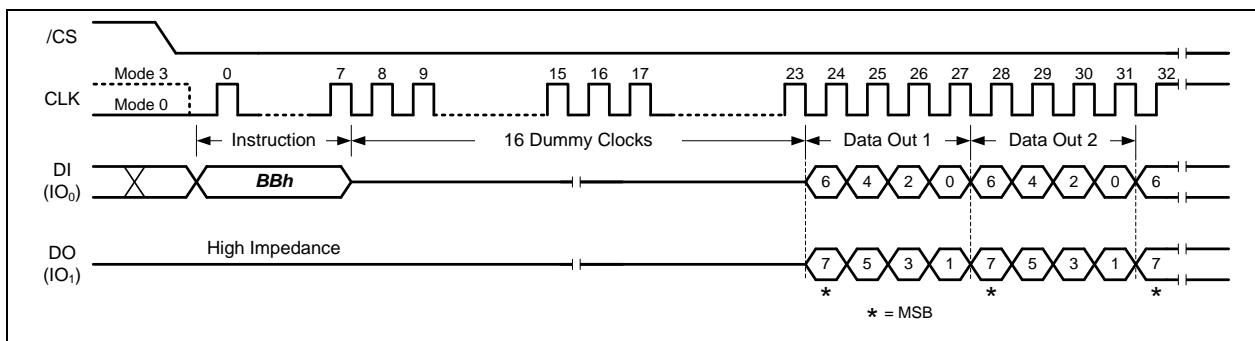 /CS
Mode 3 0 7 8 9 15 16 17 23 24 25 26 27 28 29 30 31 32
CLK
Mode 0
Instruction 16 Dummy Clocks Data Out 1 Data Out 2
DI
(IO0)
BBh 6 4 2 0 6 4 2 0 6
High Impedance
DO
(IO1)
7 5 3 1 7 5 3 1 7
* * *
* = MSB